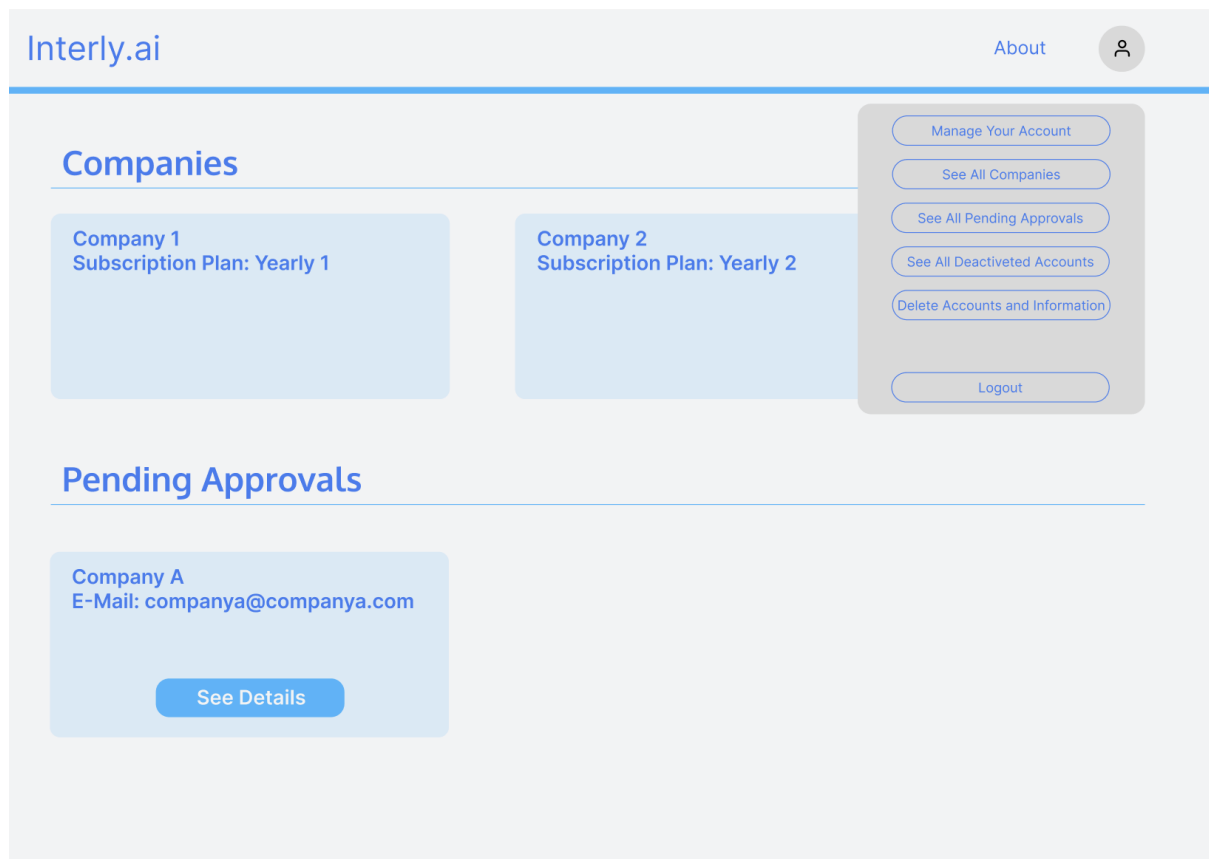 Interly.ai
About
Manage Your Account
See All Companies
See All Pending Approvals
See All Deactiveted Accounts
Delete Accounts and Information
Logout
Companies
Company 1
Subscription Plan: Yearly 1
Company 2
Subscription Plan: Yearly 2
Pending Approvals
Company A
E-Mail: companya@companya.com
See Details